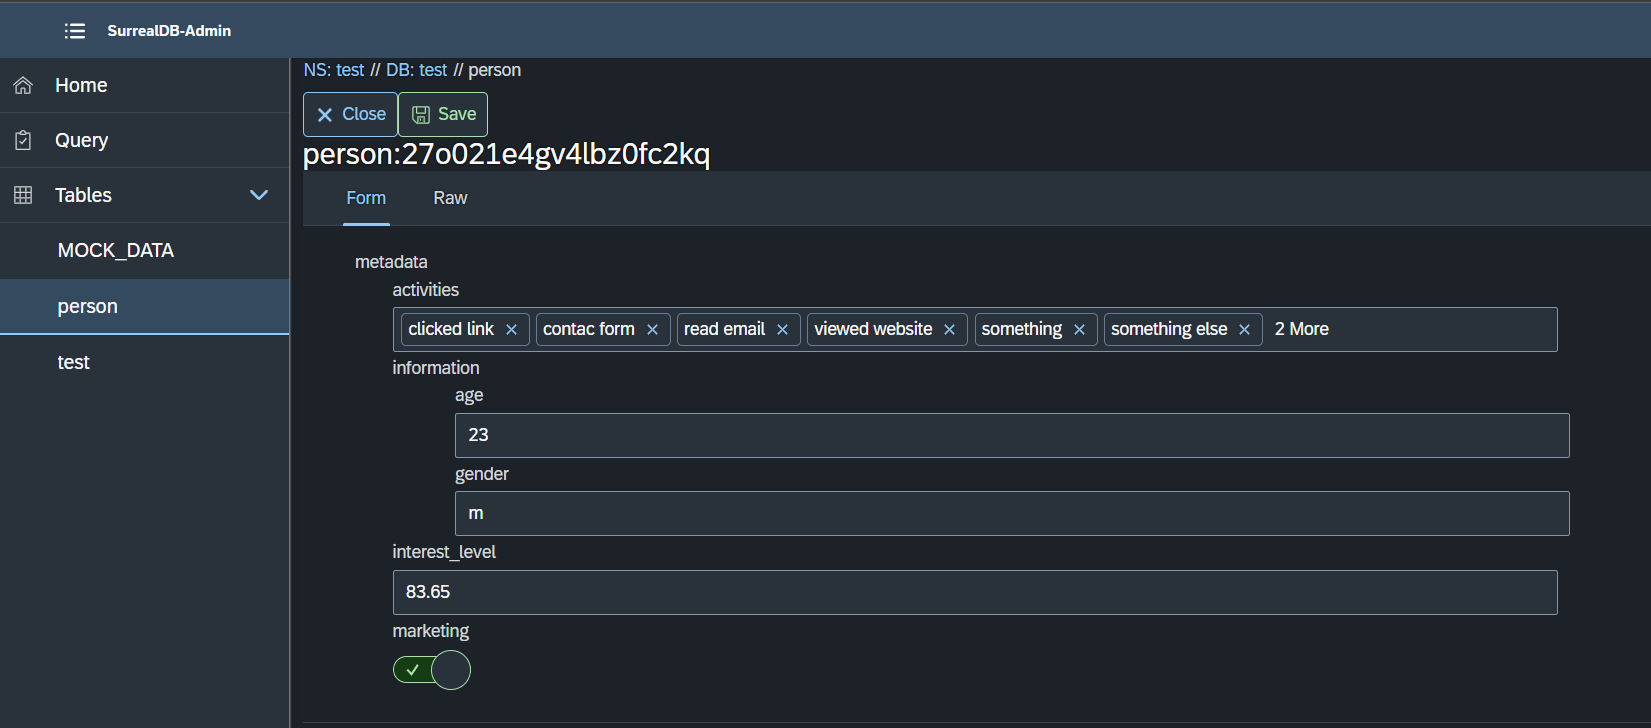 SurrealDB-Admin
Home
Query
Tables
MOCK_DATA
person
test
NS: test // DB: test // person
Close Save
person:27o021e4gv4lbz0fc2kq
Form Raw
metadata
activities
clicked link contac form read email viewed website something something else 2 More
information
age
23
gender
m
interest_level
83.65
marketing